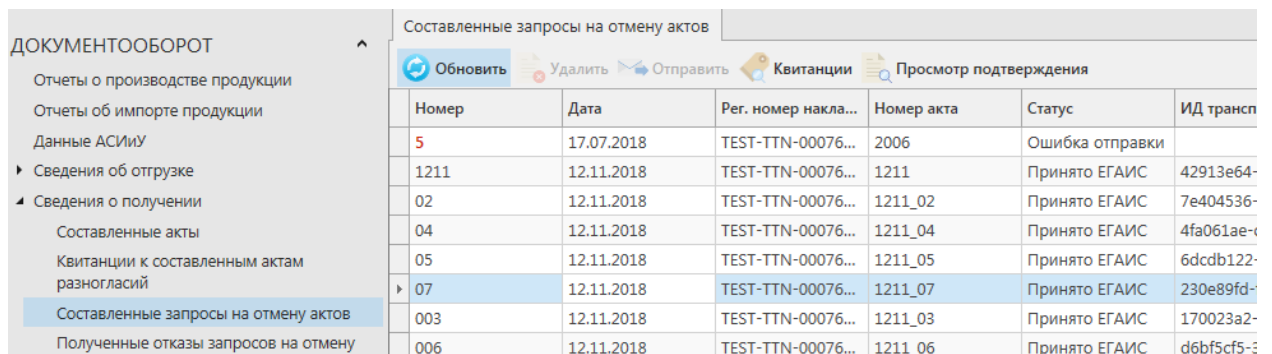 ДОКУМЕНТООБОРОТ
Отчеты о производстве продукции
Отчеты об импорте продукции
Данные АСИиУ
Сведения об отгрузке
Сведения о получении
Составленные акты
Квитанции к составленным актам
разногласий
Составленные запросы на отмену актов
Полученные отказы запросов на отмену
Составленные запросы на отмену актов
Обновить Удалить Отправить Квитанции Просмотр подтверждения
Номер Дата Рег. номер накла... Номер акта Статус ИД трансп
5 17.07.2018 TEST-TTN-00076... 2006 Ошибка отправки
1211 12.11.2018 TEST-TTN-00076... 1211 Принято ЕГАИС 42913e64-
02 12.11.2018 TEST-TTN-00076... 1211_02 Принято ЕГАИС 7e404536-
04 12.11.2018 TEST-TTN-00076... 1211_04 Принято ЕГАИС 4fa061ae-
05 12.11.2018 TEST-TTN-00076... 1211_05 Принято ЕГАИС 6dcdb122-
07 12.11.2018 TEST-TTN-00076... 1211_07 Принято ЕГАИС 230e89fd-
003 12.11.2018 TEST-TTN-00076... 1211_03 Принято ЕГАИС 170023a2-
006 12.11.2018 TEST-TTN-00076... 1211_06 Принято ЕГАИС d6bf5cf5-3